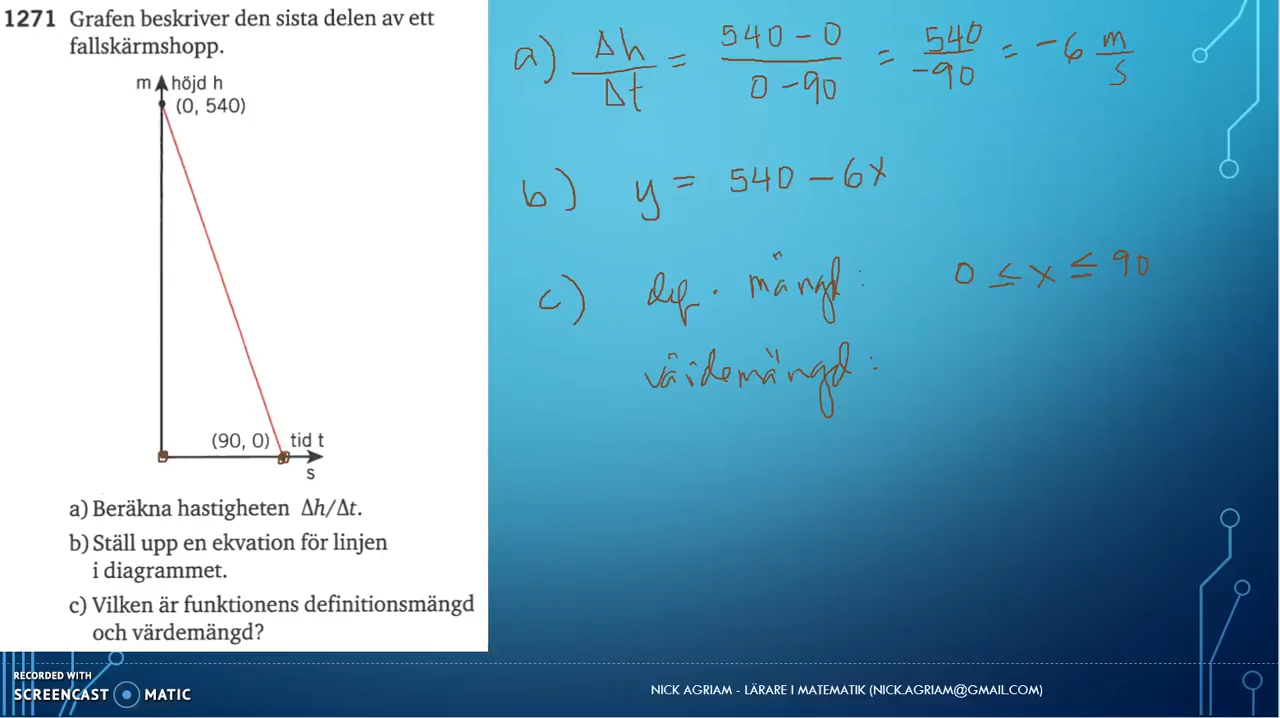 1271 Grafen beskriver den sista delen av ett
fallskärmshopp.
m höjd h
(0, 540)
(90, 0) tid t
s
a) Beräkna hastigheten Δh/Δt.
b) Ställ upp en ekvation för linjen
i diagrammet.
c) Vilken är funktionens definitionsmängd
och värdemängd?
a) Δh/Δt = (540 - 0)/(0 - 90) = 540/-90 = -6 m/s
b) y = 540 - 6x
c) def. mängd: 0 ≤ x ≤ 90
värdemängd:
RECORDED WITH
SCREENCAST MATIC
NICK AGRIAM - LÄRARE I MATEMATIK (NICK.AGRIAM@GMAIL.COM)